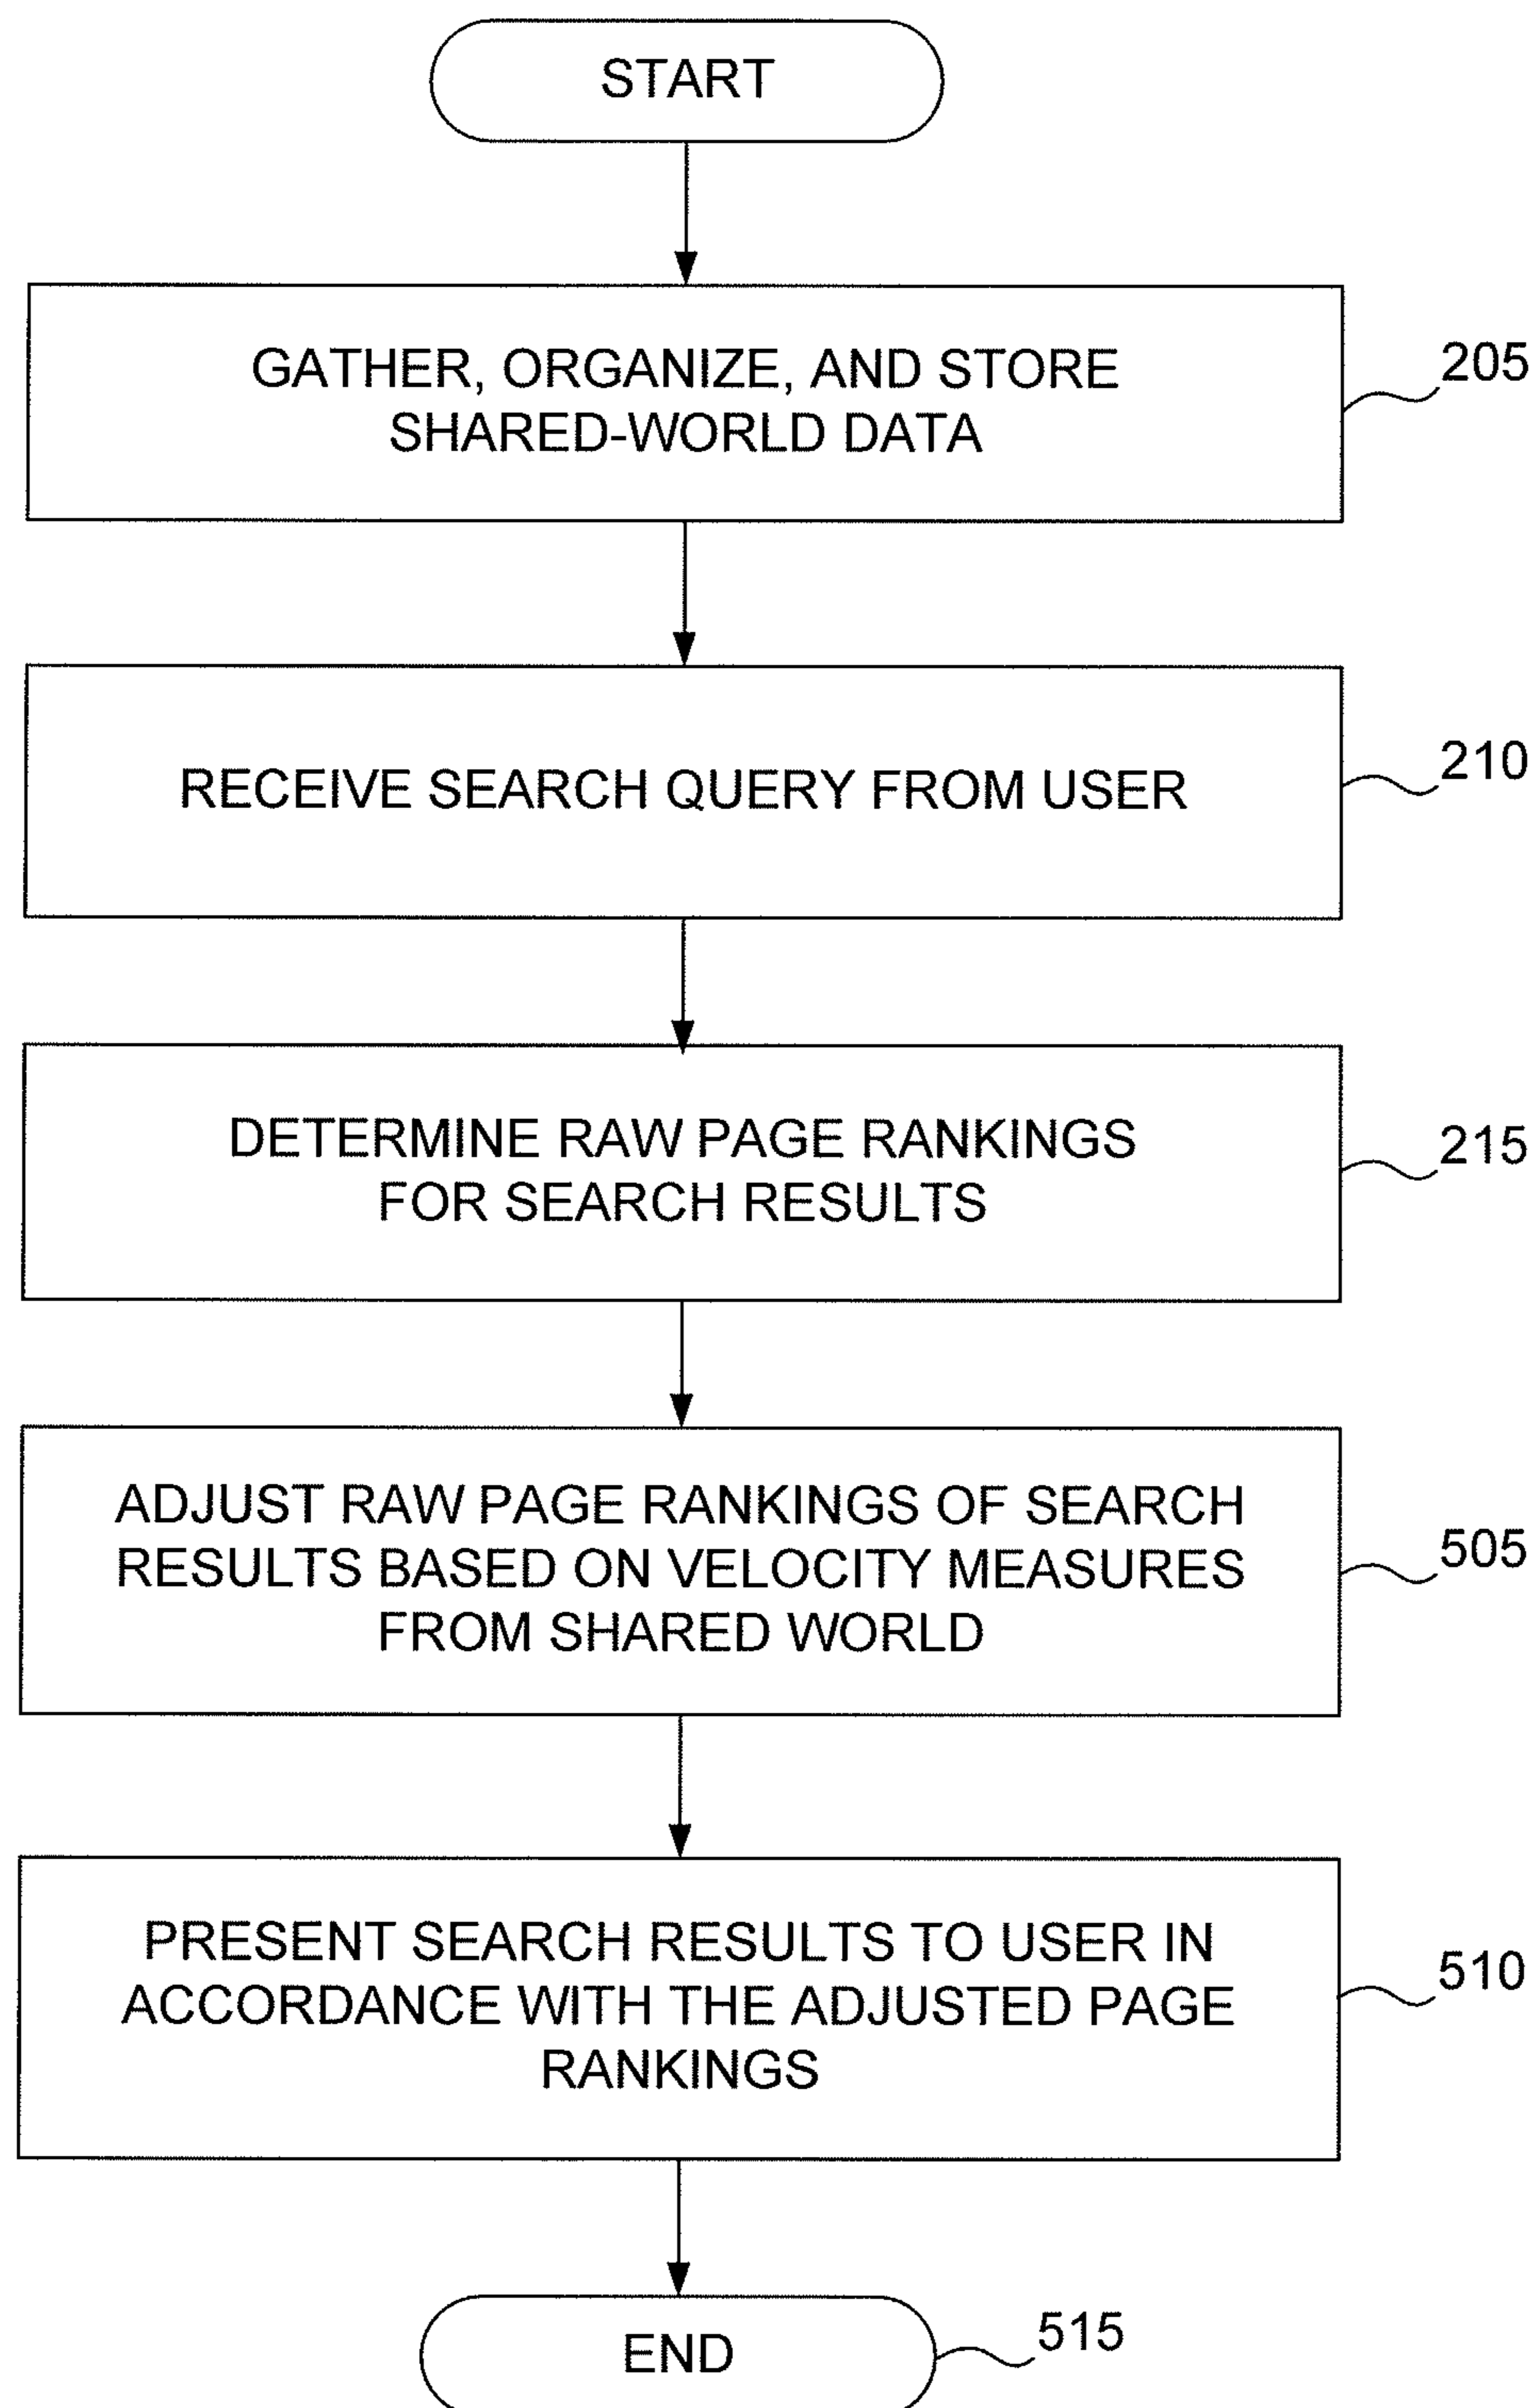 START
GATHER, ORGANIZE, AND STORE
SHARED-WORLD DATA
205
RECEIVE SEARCH QUERY FROM USER
210
DETERMINE RAW PAGE RANKINGS
FOR SEARCH RESULTS
215
ADJUST RAW PAGE RANKINGS OF SEARCH
RESULTS BASED ON VELOCITY MEASURES
FROM SHARED WORLD
505
PRESENT SEARCH RESULTS TO USER IN
ACCORDANCE WITH THE ADJUSTED PAGE
RANKINGS
510
END
515